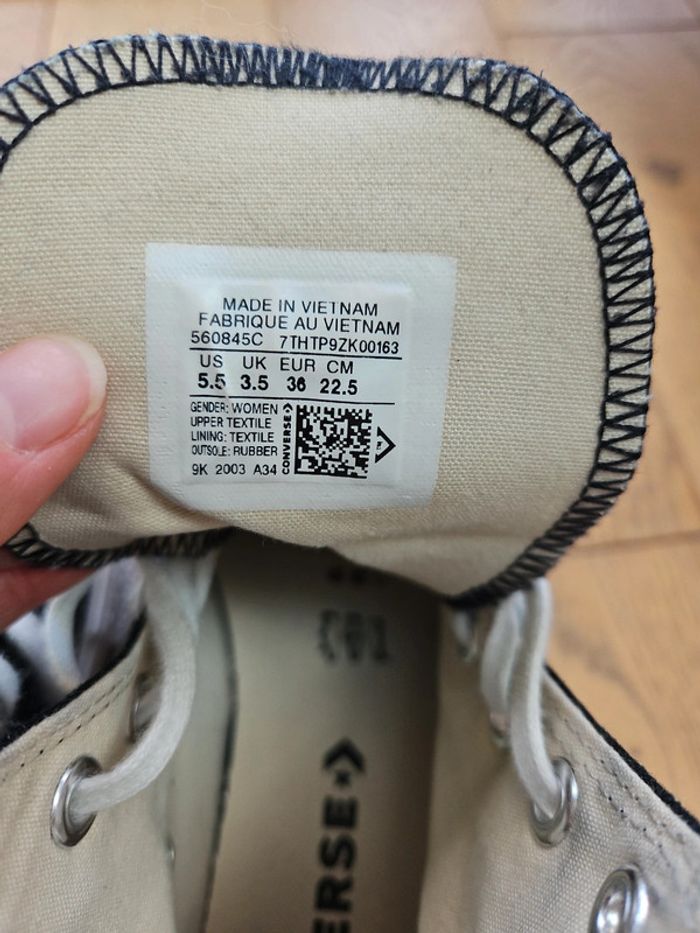 MADE IN VIETNAM
FABRIQUE AU VIETNAM
560845C 7THTP9ZK00163
US UK EUR CM
5.5 3.5 36 22.5
GENDER: WOMEN
UPPER TEXTILE
LINING: TEXTILE
OUTSOLE: RUBBER
9K 2003 A34
CONVERSE
ERSE